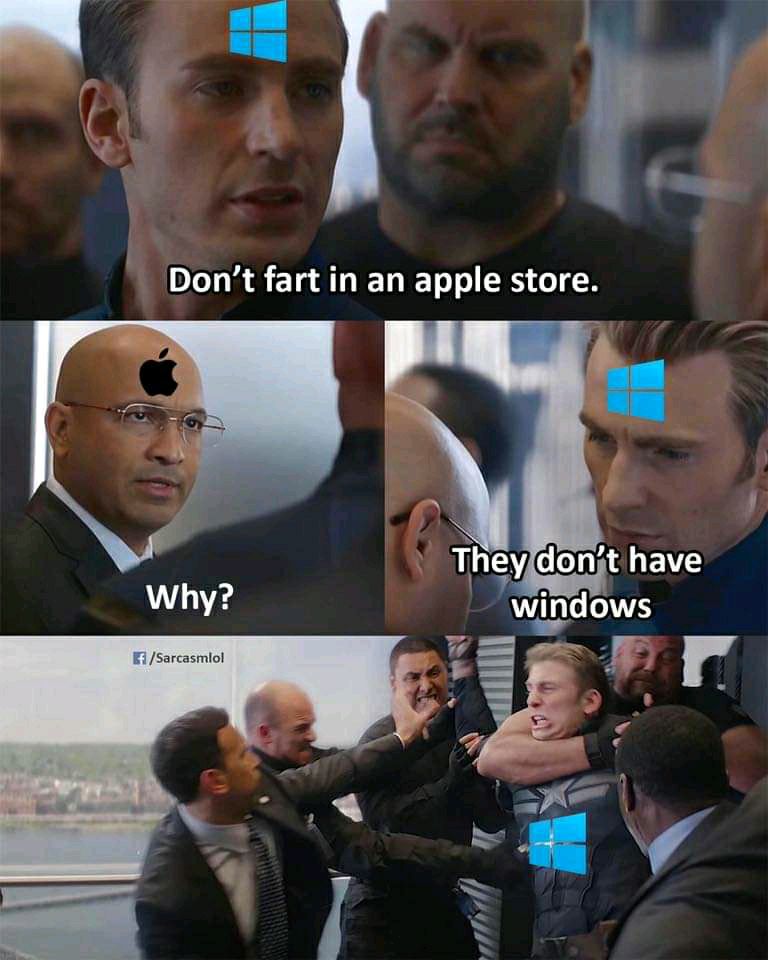 Don't fart in an apple store.
Why?
They don't have
windows
f/Sarcasmlol